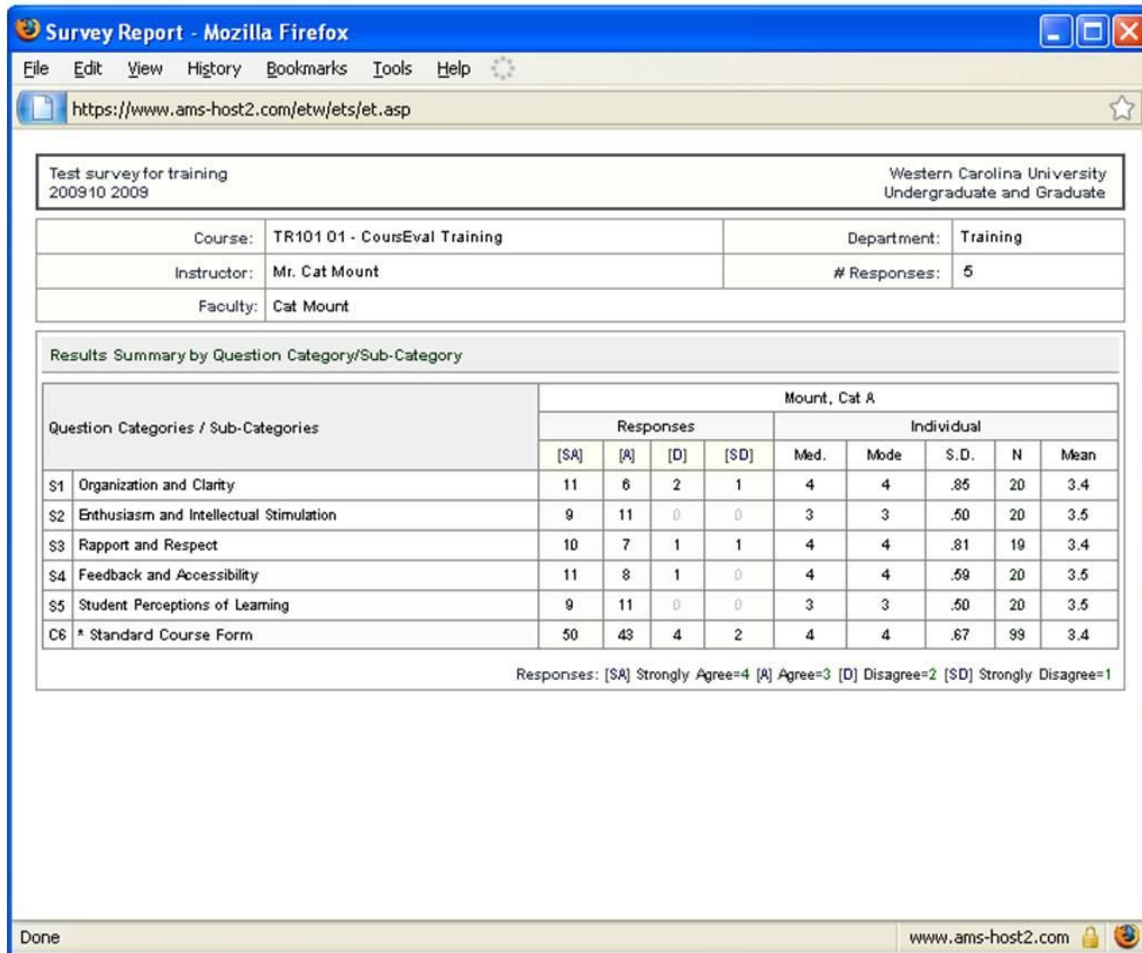 Survey Report - Mozilla Firefox
File Edit View History Bookmarks Tools Help
https://www.ams-host2.com/etw/ets/et.asp
Test survey for training Western Carolina University
200910 2009 Undergraduate and Graduate
Course: TR101 01 - CoursEval Training Department: Training
Instructor: Mr. Cat Mount # Responses: 5
Faculty: Cat Mount
Results Summary by Question Category/Sub-Category
Mount, Cat A
Question Categories / Sub-Categories Responses Individual
[SA] [A] [D] [SD] Med. Mode S.D. N Mean
S1 Organization and Clarity 11 6 2 1 4 4 .85 20 3.4
S2 Enthusiasm and Intellectual Stimulation 9 11 0 0 3 3 .50 20 3.5
S3 Rapport and Respect 10 7 1 1 4 4 .81 19 3.4
S4 Feedback and Accessibility 11 8 1 0 4 4 .59 20 3.5
S5 Student Perceptions of Learning 9 11 0 0 3 3 .50 20 3.5
C6 * Standard Course Form 50 43 4 2 4 4 .67 99 3.4
Responses: [SA] Strongly Agree=4 [A] Agree=3 [D] Disagree=2 [SD] Strongly Disagree=1
Done www.ams-host2.com